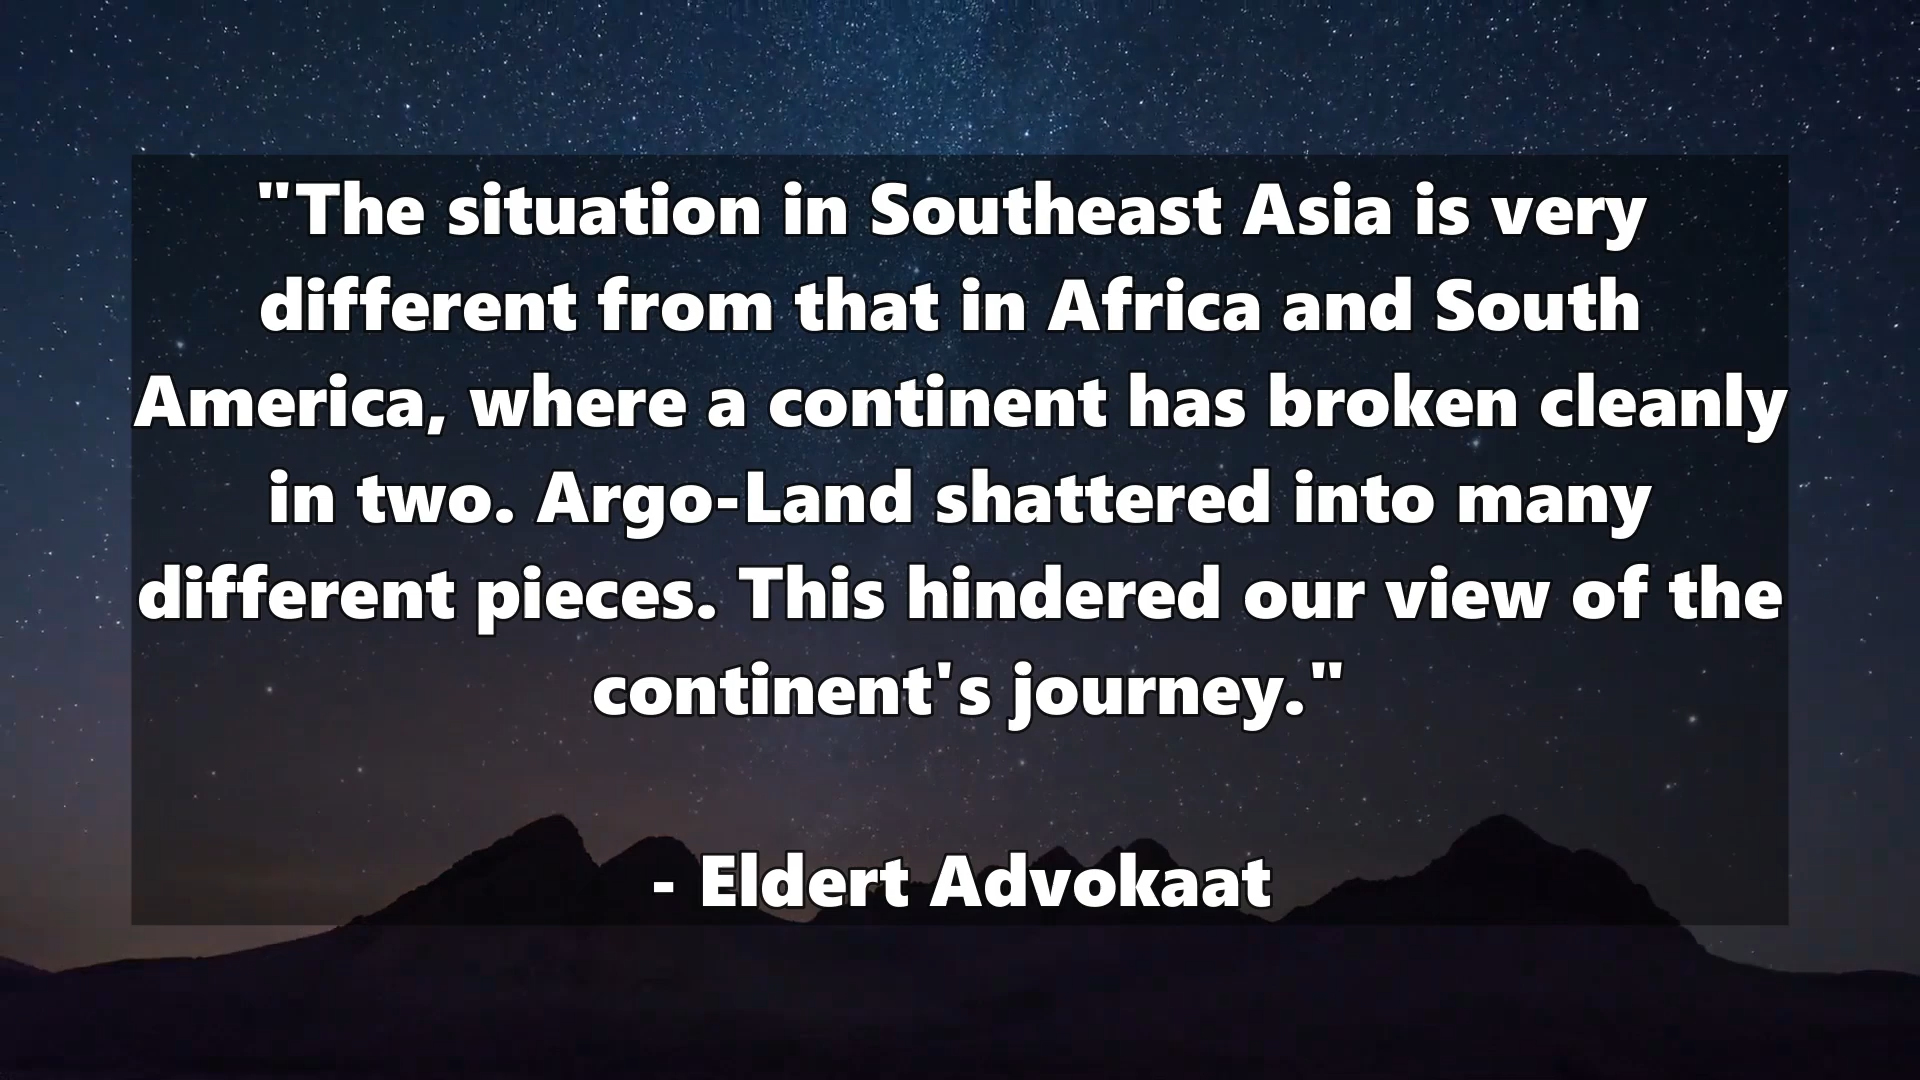 "The situation in Southeast Asia is very
different from that in Africa and South
America, where a continent has broken cleanly
in two. Argo-Land shattered into many
different pieces. This hindered our view of the
continent's journey."
- Eldert Advokaat